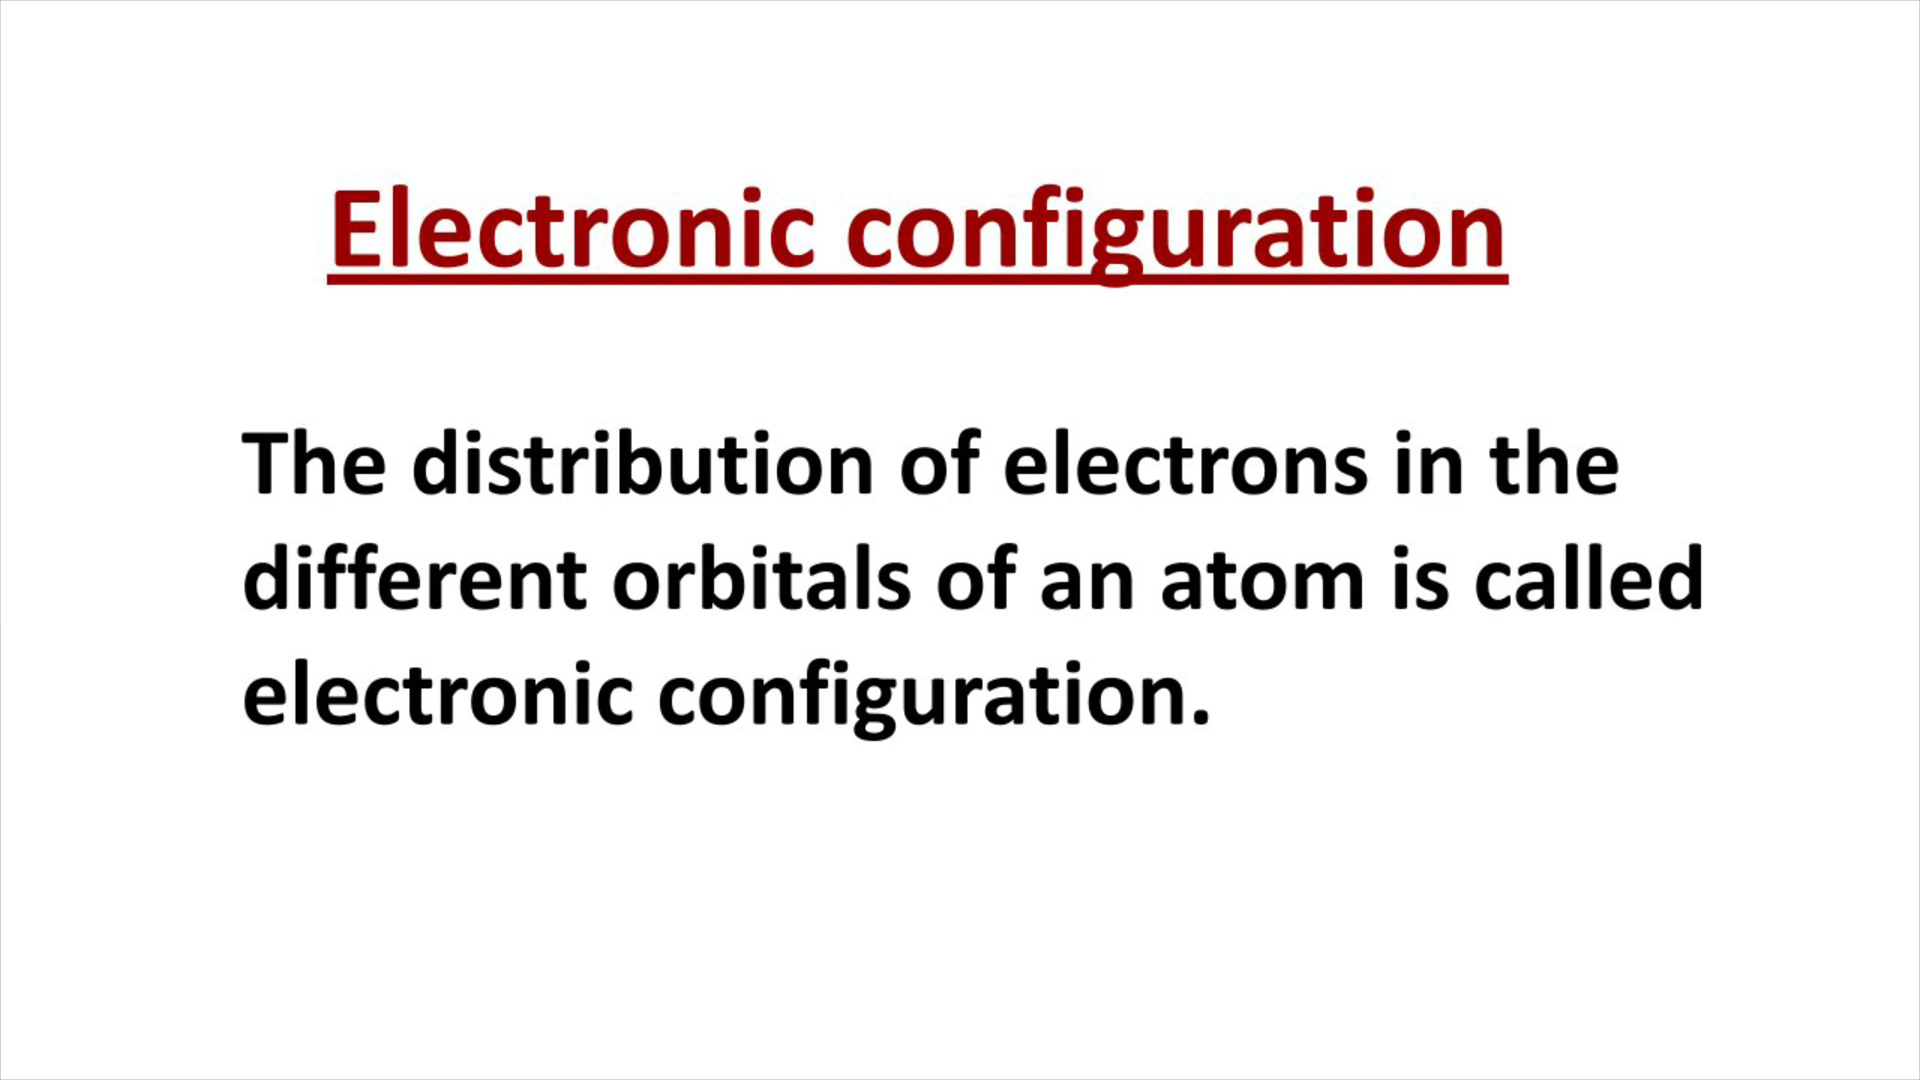 Electronic configuration
The distribution of electrons in the
different orbitals of an atom is called
electronic configuration.